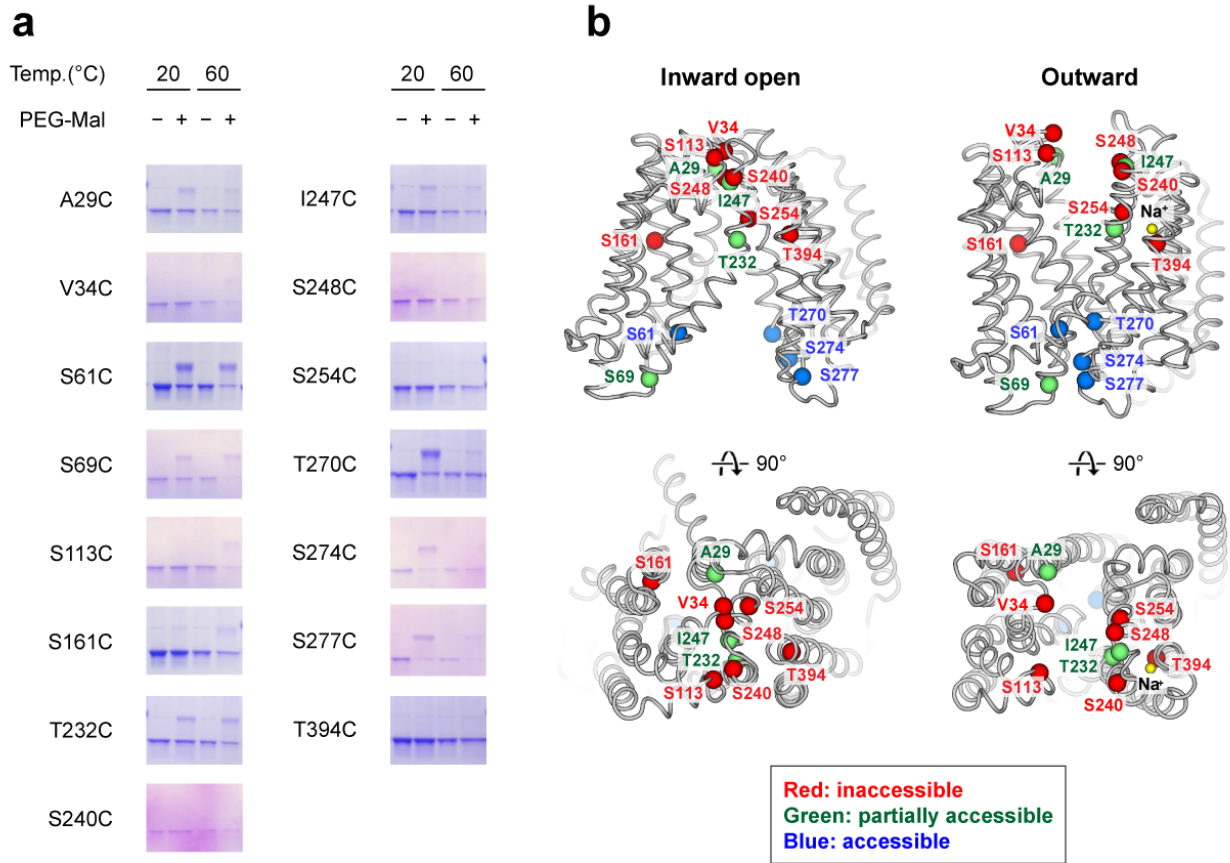 a
Temp.(°C)
20 60
PEG-Mal
− + − +
A29C
V34C
S61C
S69C
S113C
S161C
T232C
S240C
20 60
− + − +
I247C
S248C
S254C
T270C
S274C
S277C
T394C
b
Inward open
V34
S113
A29
S240
S248
I247
S254
S161
T232
T394
T270
S61
S274
S69
S277
Outward
V34
S248
S113
I247
A29
S240
S254
Na⁺
T232
S161
T394
T270
S61
S274
S69
S277
90°
90°
A29
S161
V34
S254
I247
S248
T232
T394
S113
S240
S161 A29
V34
S254
S248
I247
T232
T394
S113
Na⁺
S240
Red: inaccessible
Green: partially accessible
Blue: accessible